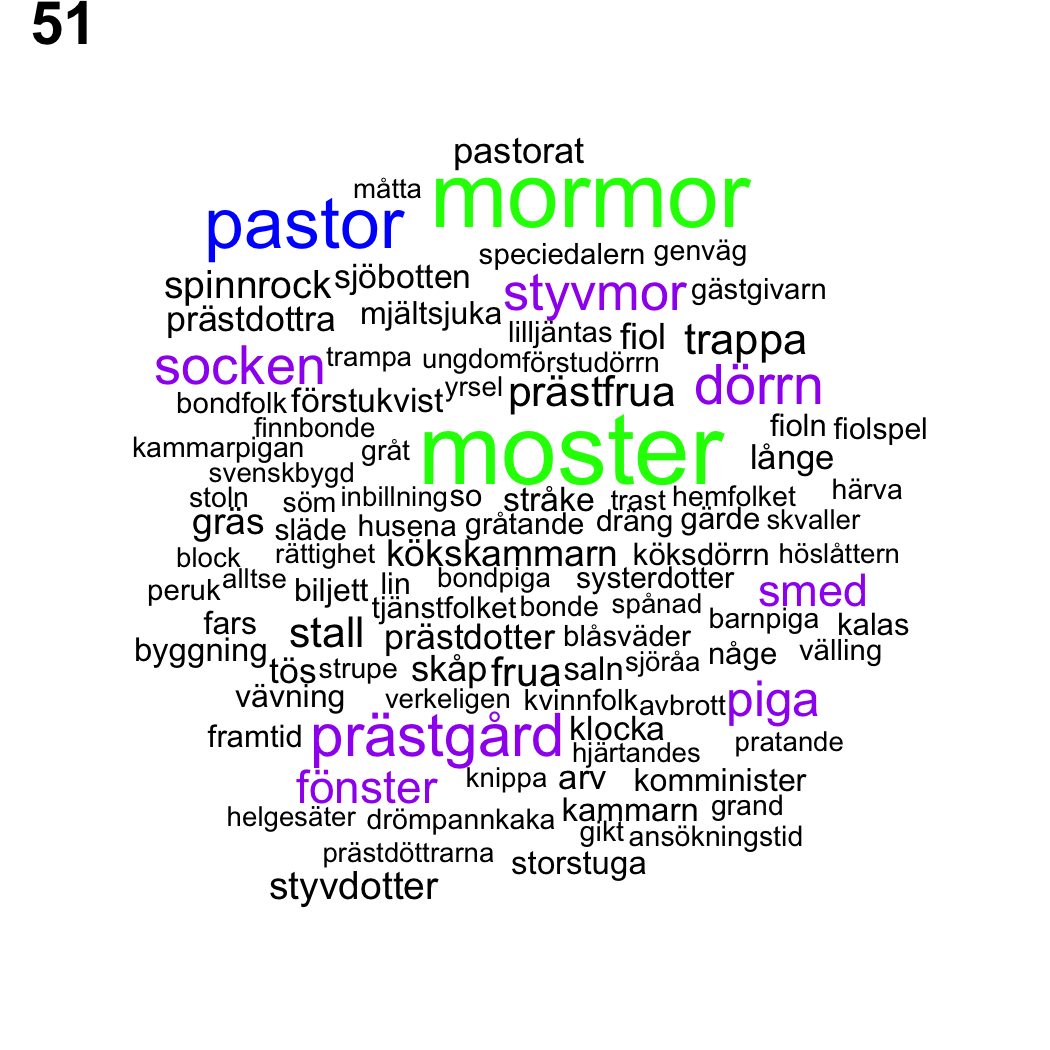 51
pastorat
måtta mormor
pastor
speciedalern genväg
spinnrock sjöbotten styvmor gästgivarn
prästdottra mjältsjuka
lilljäntas fiol trappa
socken trampa ungdom förstudörrn
bondfolk förstukvist yrsel prästfrua dörrn
finnbonde fioln fiolspel
kammarpigan gråt moster långe
svenskbygd
stoln söm inbillning so stråke trast hemfolket härva
gräs släde husena gråtande dräng gärde skvaller
block rättighet kökskammarn köksdörrn höslåttern
peruk alltse biljett lin bondpiga systerdotter smed
tjänstfolket bonde spånad barnpiga kalas
fars stall prästdotter blåsväder
byggning tös strupe skåp frua saln sjöråa någe välling
vävning verkeligen kvinnfolk avbrott piga
framtid prästgård klocka pratande
hjärtandes
fönster knippa arv komminister
helgesäter drömpannkaka kammarn grand
gikt ansökningstid
prästdöttrarna storstuga
styvdotter